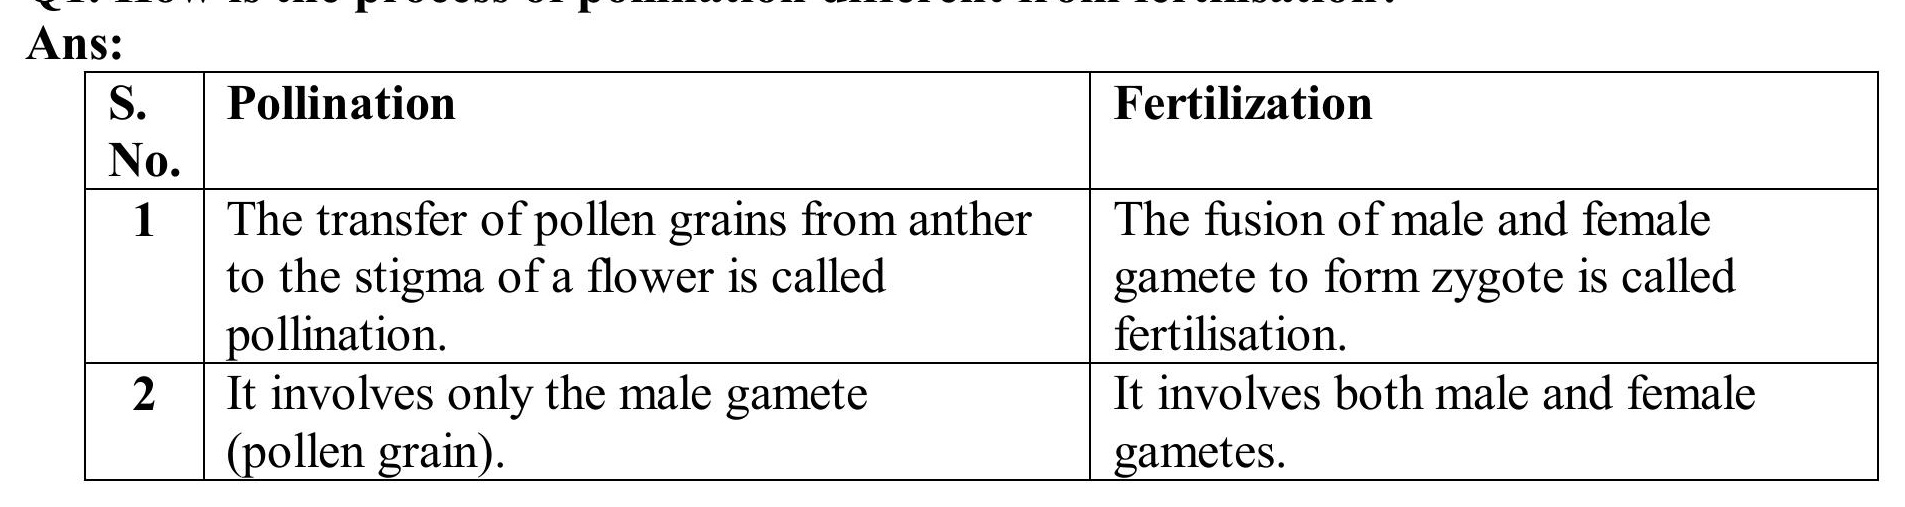 Ans:
S. No.
Pollination
Fertilization
1
The transfer of pollen grains from anther
to the stigma of a flower is called
pollination.
The fusion of male and female
gamete to form zygote is called
fertilisation.
2
It involves only the male gamete
(pollen grain).
It involves both male and female
gametes.